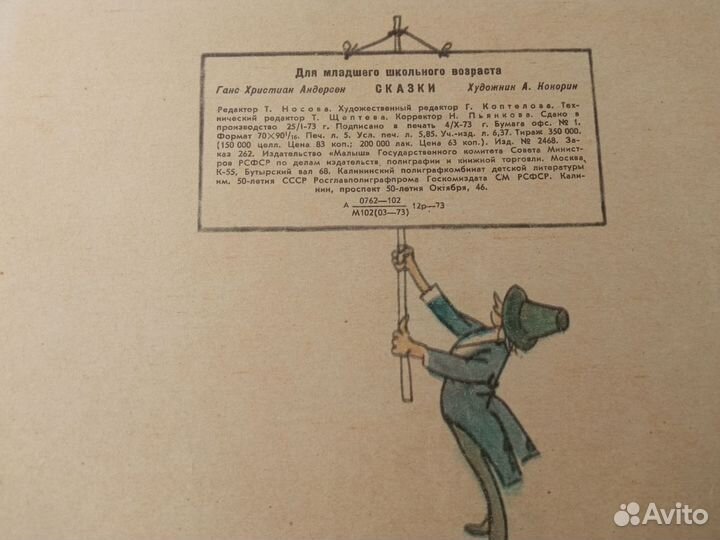 Для младшего школьного возраста
Ганс Христиан Андерсен СКАЗКИ Художник А. Кокорин
Редактор Т. Носова. Художественный редактор Г. Коптелова. Тех-
нический редактор Т. Щептева. Корректор Н. Пьянкова. Сдано в
производство 25/I-73 г. Подписано в печать 4/X-73 г. Бумага офс. № 1.
Формат 70×90¹/₁₆. Печ. л. 5. Усл. печ. л. 5,85. Уч.-изд. л. 6,37. Тираж 350 000.
(150 000 целл. Цена 83 коп.; 200 000 лак. Цена 63 коп.). Изд. № 2468. За-
каз 262. Издательство «Малыш» Государственного комитета Совета Минист-
ров РСФСР по делам издательств, полиграфии и книжной торговли. Москва,
К-55, Бутырский вал 68. Калининский полиграфкомбинат детской литературы
им. 50-летия СССР Росглавполиграфпрома Госкомиздата СМ РСФСР. Кали-
нин, проспект 50-летия Октября, 46.
А 0762—102 / М102(03—73) 12р—73
Avito